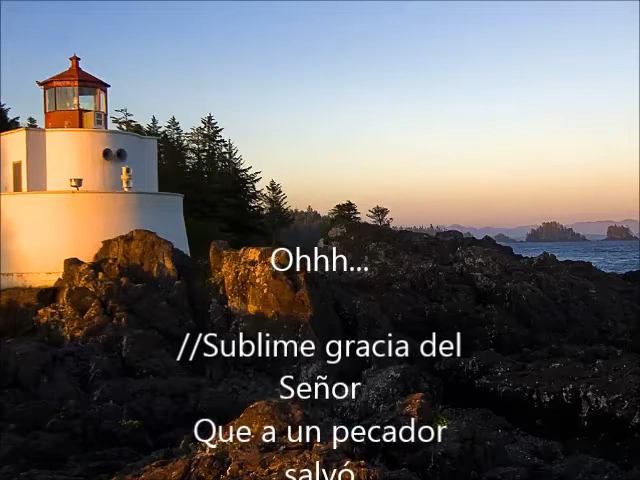 Ohhh...
//Sublime gracia del
Señor
Que a un pecador
salvó